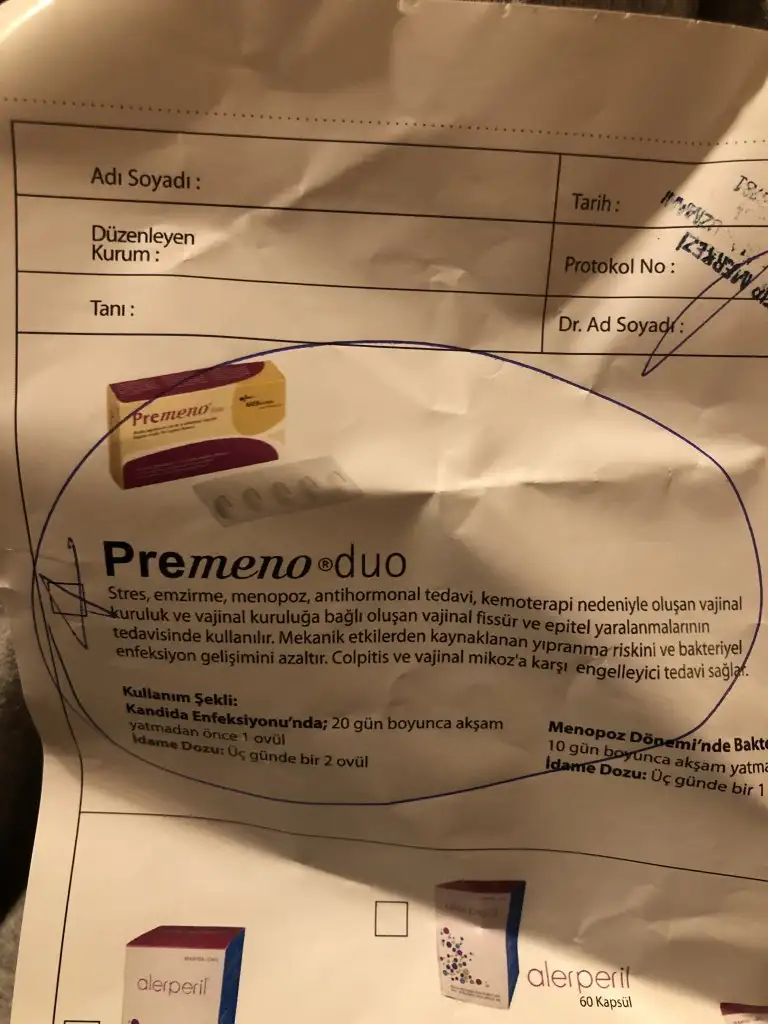 Adı Soyadı :
Tarih :
Düzenleyen
Kurum :
Protokol No :
MERKEZİ
Tanı :
Dr. Ad Soyadı :
Premeno
Premeno®duo
Stres, emzirme, menopoz, antihormonal tedavi, kemoterapi nedeniyle oluşan vajinal
kuruluk ve vajinal kuruluğa bağlı oluşan vajinal fissür ve epitel yaralanmalarının
tedavisinde kullanılır. Mekanik etkilerden kaynaklanan yıpranma riskini ve bakteriyel
enfeksiyon gelişimini azaltır. Colpitis ve vajinal mikoz'a karşı engelleyici tedavi sağlar.
Kullanım Şekli:
Kandida Enfeksiyonu'nda; 20 gün boyunca akşam
yatmadan önce 1 ovül
İdame Dozu: Üç günde bir 2 ovül
Menopoz Dönemi'nde Bakte
10 gün boyunca akşam yatma
İdame Dozu: Üç günde bir 1
alerperil
alerperil
60 Kapsül